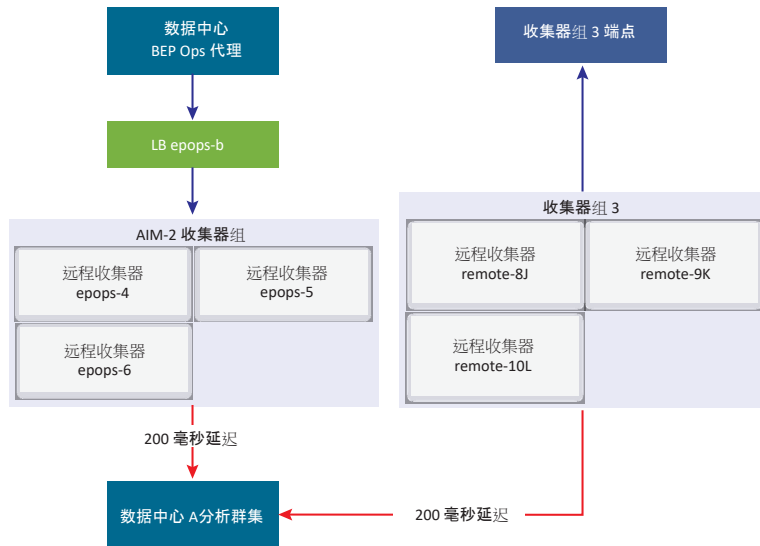 数据中心
BEP Ops 代理
收集器组 3 端点
LB epops-b
AIM-2 收集器组
远程收集器
epops-4
远程收集器
epops-5
远程收集器
epops-6
收集器组 3
远程收集器
remote-8J
远程收集器
remote-9K
远程收集器
remote-10L
200 毫秒延迟
数据中心 A分析群集
200 毫秒延迟